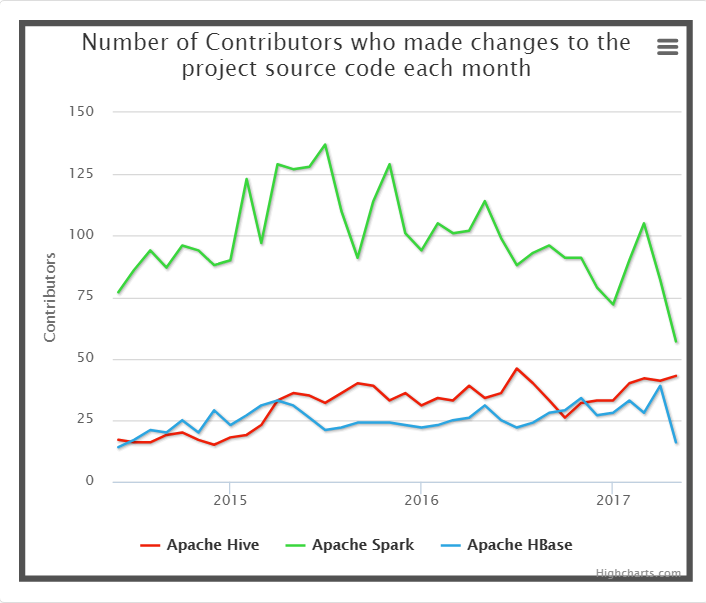 Number of Contributors who made changes to the
project source code each month
150
125
100
75
50
25
0
Contributors
2015 2016 2017
Apache Hive Apache Spark Apache HBase
Highcharts.com